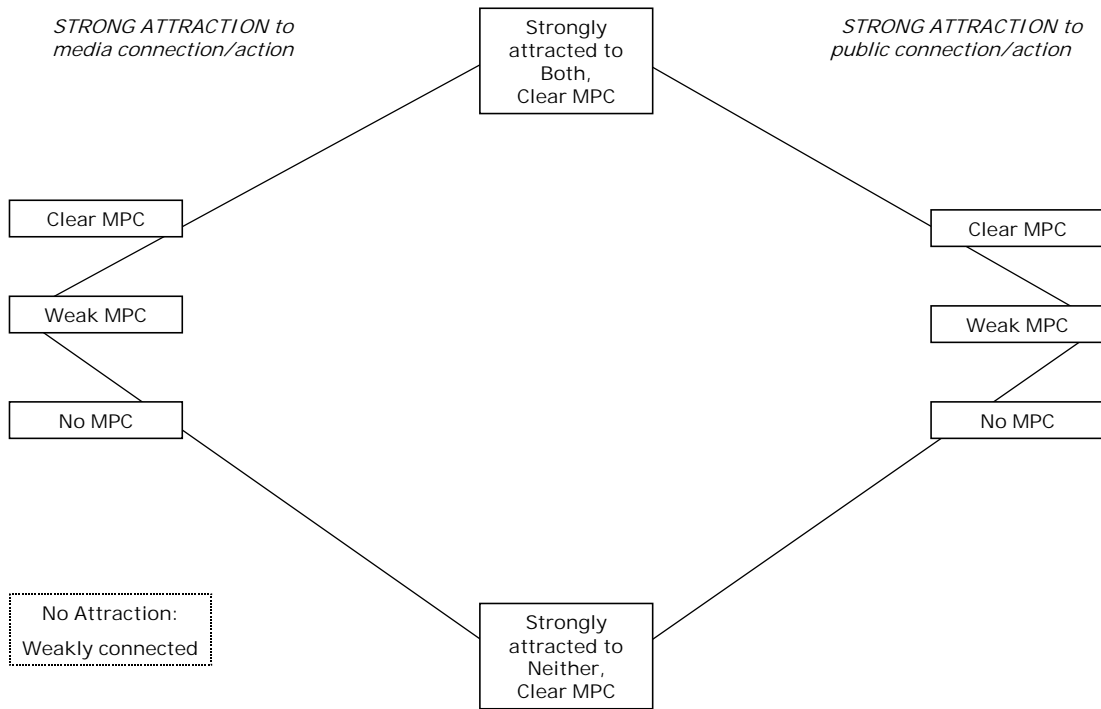 STRONG ATTRACTION to
media connection/action
Strongly
attracted to
Both,
Clear MPC
STRONG ATTRACTION to
public connection/action
Clear MPC
Clear MPC
Weak MPC
Weak MPC
No MPC
No MPC
No Attraction:
Weakly connected
Strongly
attracted to
Neither,
Clear MPC